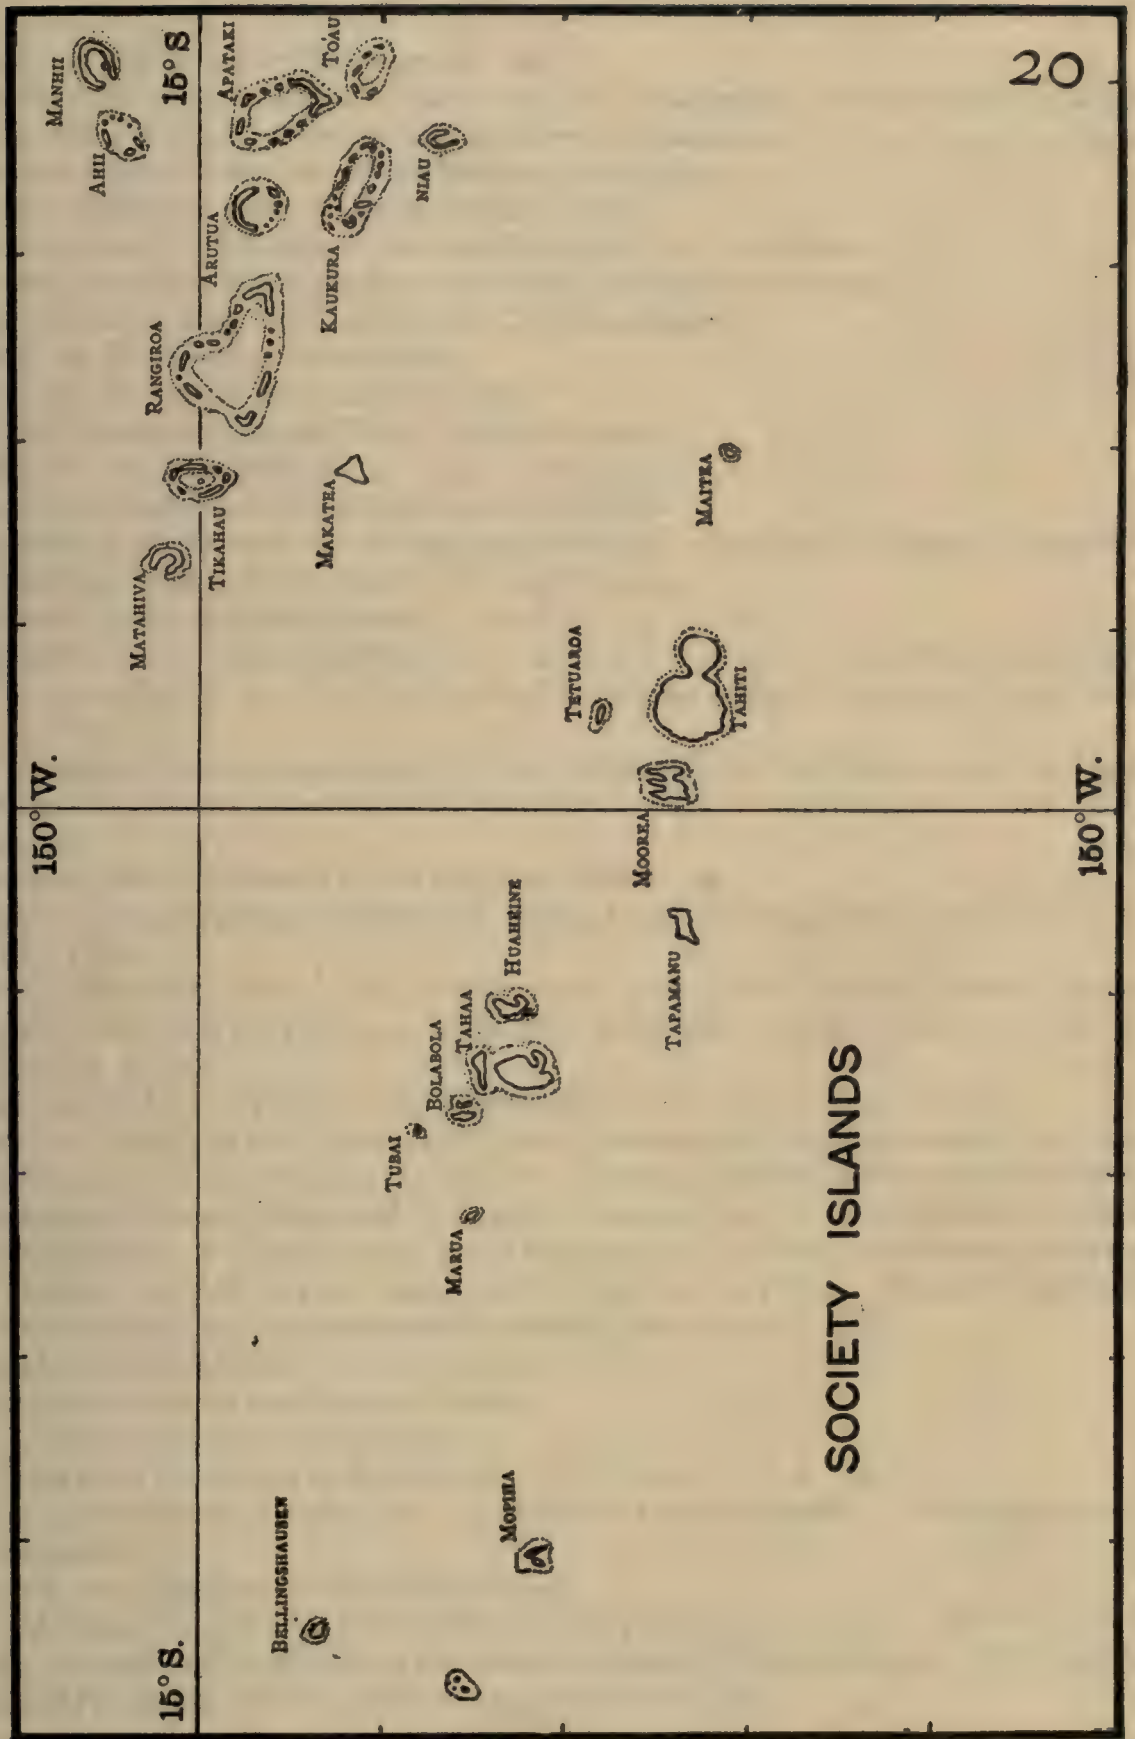 20
15° S.
150° W.
15° S
MANHII
AHII
APATAKI
TOAU
ARUTUA
RANGIROA
KAUKURA
NIAU
MATAHIVA
TIKAHAU
MAKATEA
MAITEA
TETUAROA
TAHITI
MOOREA
TAPAMANU
HUAHEINE
TAHAA
BOLABOLA
TUBAI
MARUA
MOPIHA
BELLINGSHAUSEN
SOCIETY ISLANDS
150° W.